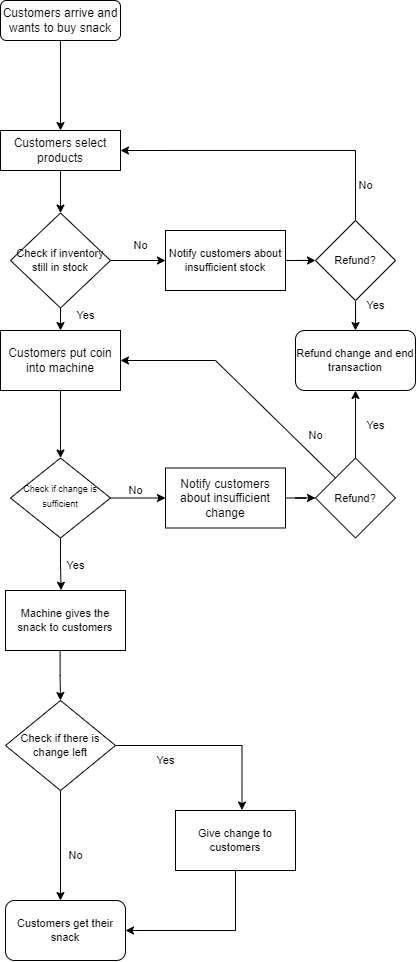 Customers arrive and
wants to buy snack
Customers select
products
No
Check if inventory
still in stock
No
Notify customers about
insufficient stock
Refund?
Yes
Yes
Customers put coin
into machine
Refund change and end
transaction
No
Yes
Check if change is
sufficient
No
Notify customers
about insufficient
change
Refund?
Yes
Machine gives the
snack to customers
Check if there is
change left
Yes
Give change to
customers
No
Customers get their
snack